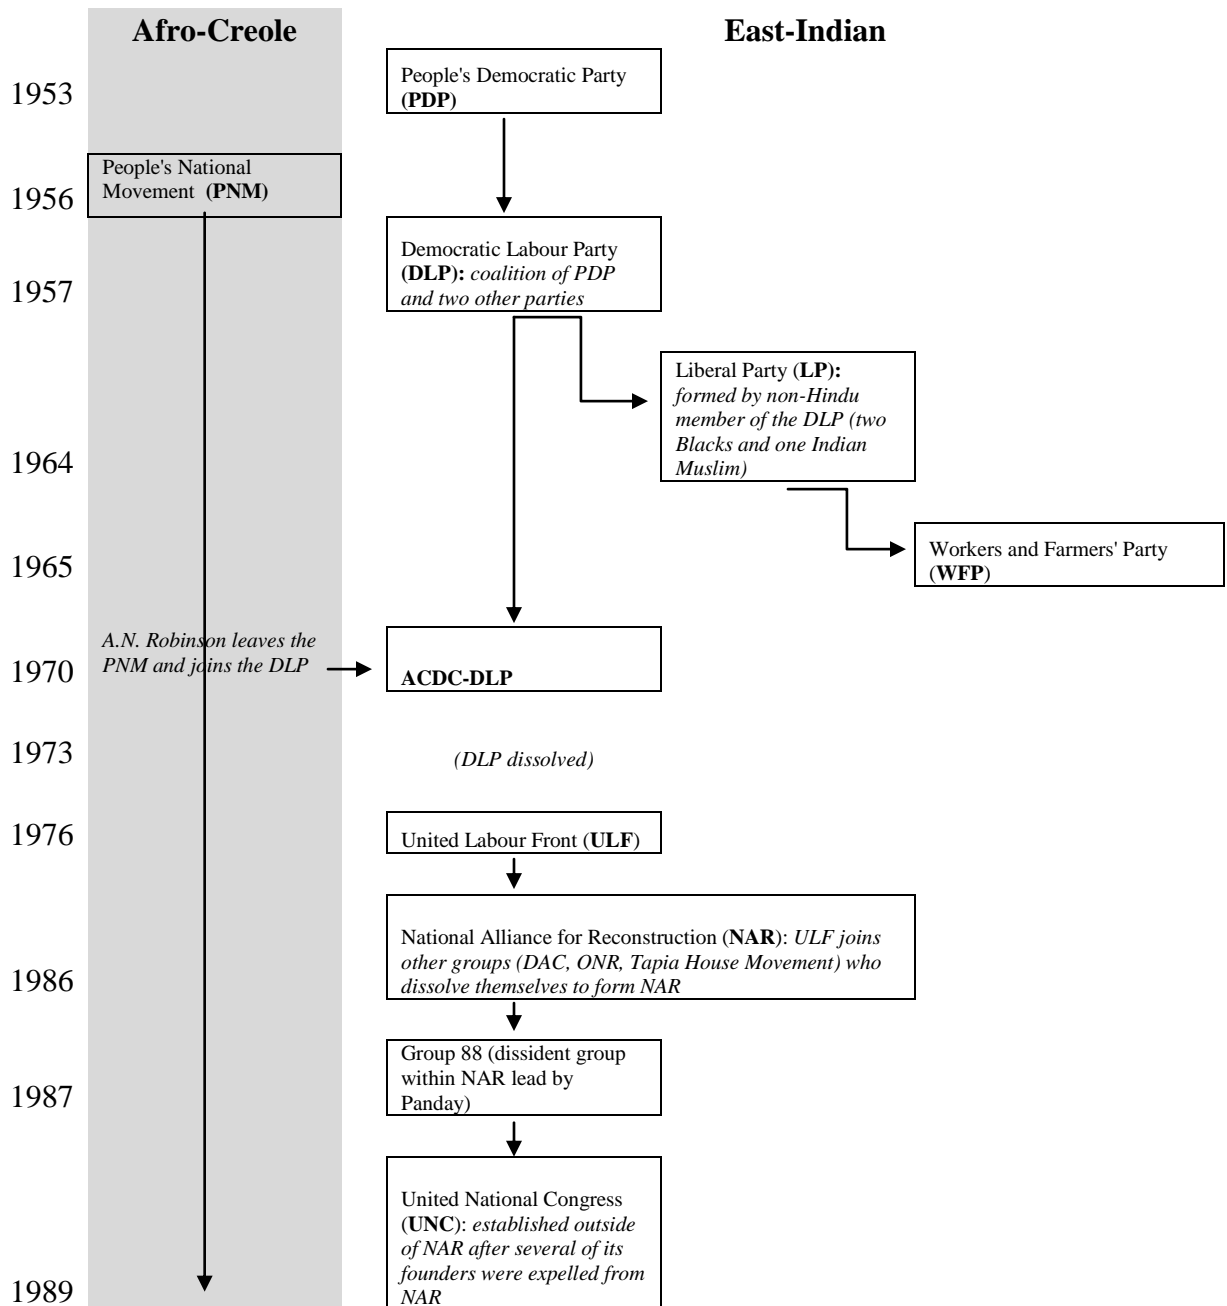 Afro-Creole
East-Indian
1953
People's Democratic Party
(PDP)
1956
People's National
Movement (PNM)
1957
Democratic Labour Party
(DLP): coalition of PDP
and two other parties
1964
Liberal Party (LP):
formed by non-Hindu
member of the DLP (two
Blacks and one Indian
Muslim)
1965
Workers and Farmers' Party
(WFP)
1970
A.N. Robinson leaves the
PNM and joins the DLP
ACDC-DLP
1973
(DLP dissolved)
1976
United Labour Front (ULF)
1986
National Alliance for Reconstruction (NAR): ULF joins
other groups (DAC, ONR, Tapia House Movement) who
dissolve themselves to form NAR
1987
Group 88 (dissident group
within NAR lead by
Panday)
1989
United National Congress
(UNC): established outside
of NAR after several of its
founders were expelled from
NAR